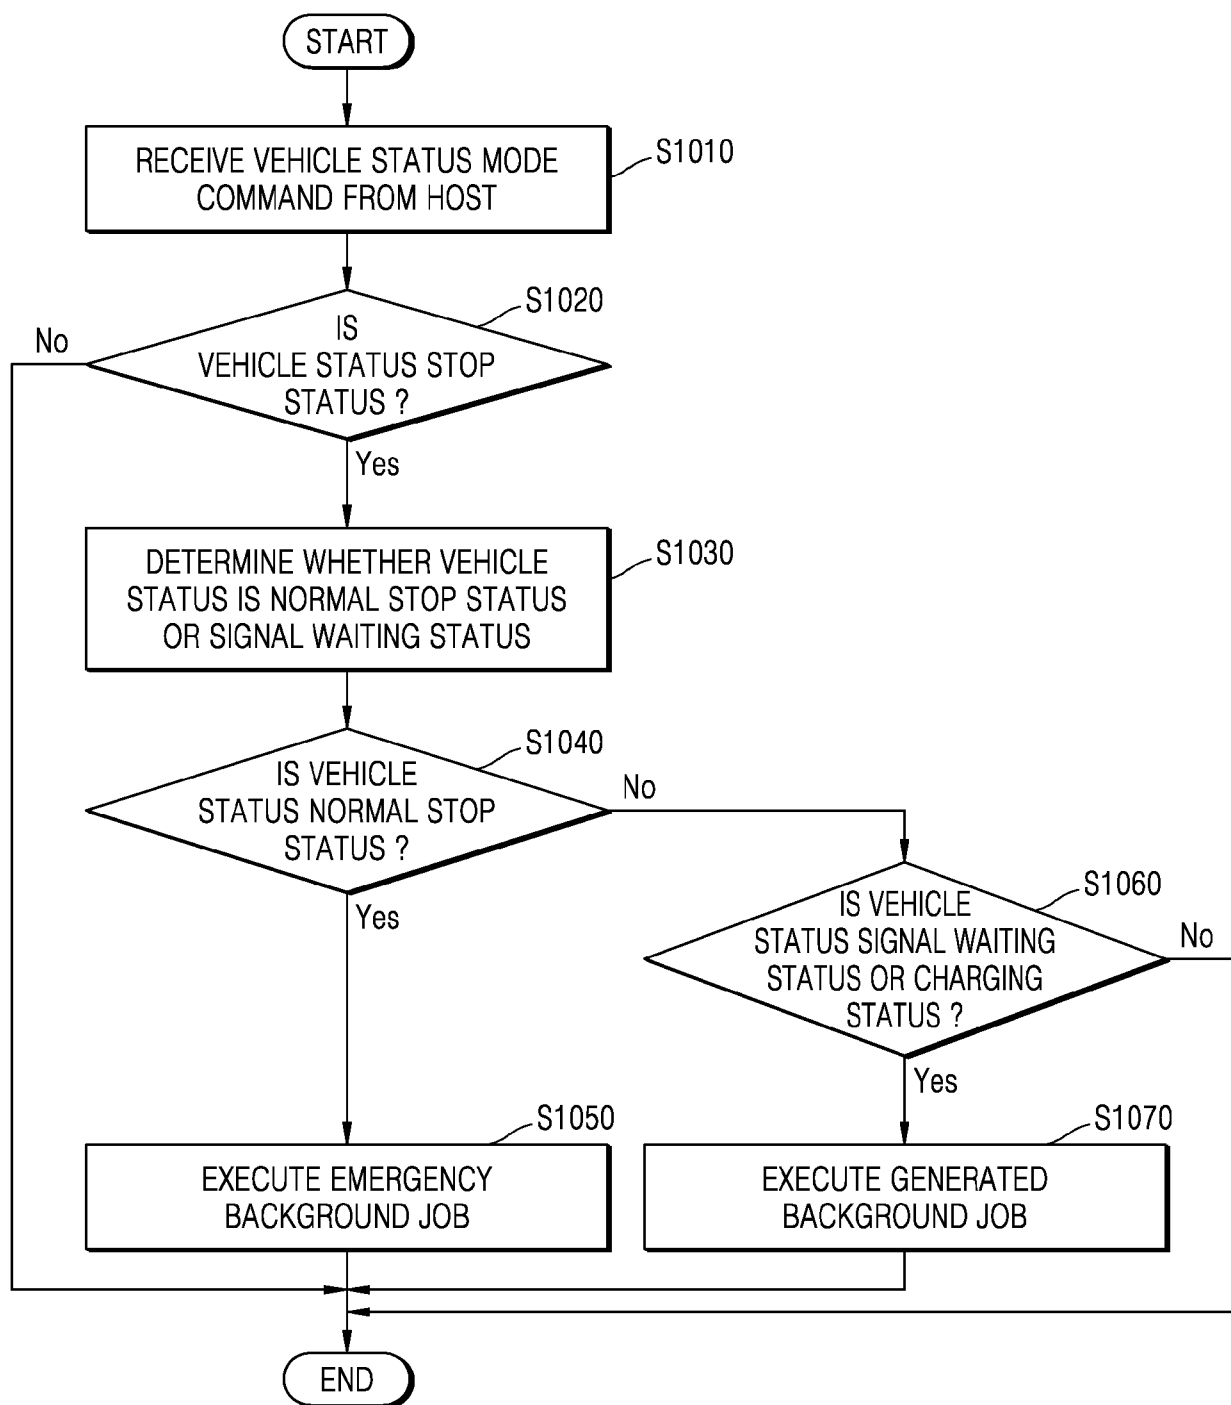 START
RECEIVE VEHICLE STATUS MODE
COMMAND FROM HOST
S1010
S1020
IS
VEHICLE STATUS STOP
STATUS ?
No
Yes
DETERMINE WHETHER VEHICLE
STATUS IS NORMAL STOP STATUS
OR SIGNAL WAITING STATUS
S1030
S1040
IS VEHICLE
STATUS NORMAL STOP
STATUS ?
No
Yes
S1060
IS VEHICLE
STATUS SIGNAL WAITING
STATUS OR CHARGING
STATUS ?
No
Yes
S1050
EXECUTE EMERGENCY
BACKGROUND JOB
S1070
EXECUTE GENERATED
BACKGROUND JOB
END